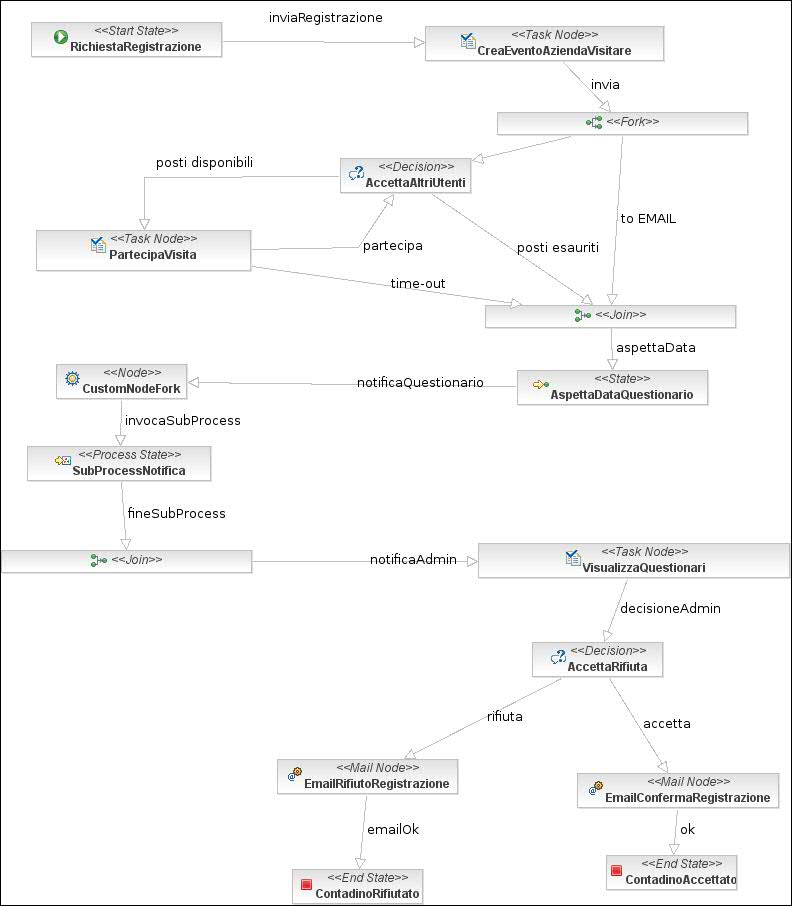 inviaRegistrazione
<<Start State>>
RichiestaRegistrazione
<<Task Node>>
CreaEventoAziendaVisitare
invia
<<Fork>>
posti disponibili
<<Decision>>
AccettaAltriUtenti
to EMAIL
<<Task Node>>
PartecipaVisita
partecipa
posti esauriti
time-out
<<Join>>
aspettaData
<<Node>>
CustomNodeFork
notificaQuestionario
<<State>>
AspettaDataQuestionario
invocaSubProcess
<<Process State>>
SubProcessNotifica
fineSubProcess
<<Join>>
notificaAdmin
<<Task Node>>
VisualizzaQuestionari
decisioneAdmin
<<Decision>>
AccettaRifiuta
rifiuta
accetta
<<Mail Node>>
EmailRifiutoRegistrazione
<<Mail Node>>
EmailConfermaRegistrazione
emailOk
ok
<<End State>>
ContadinoRifiutato
<<End State>>
ContadinoAccettato